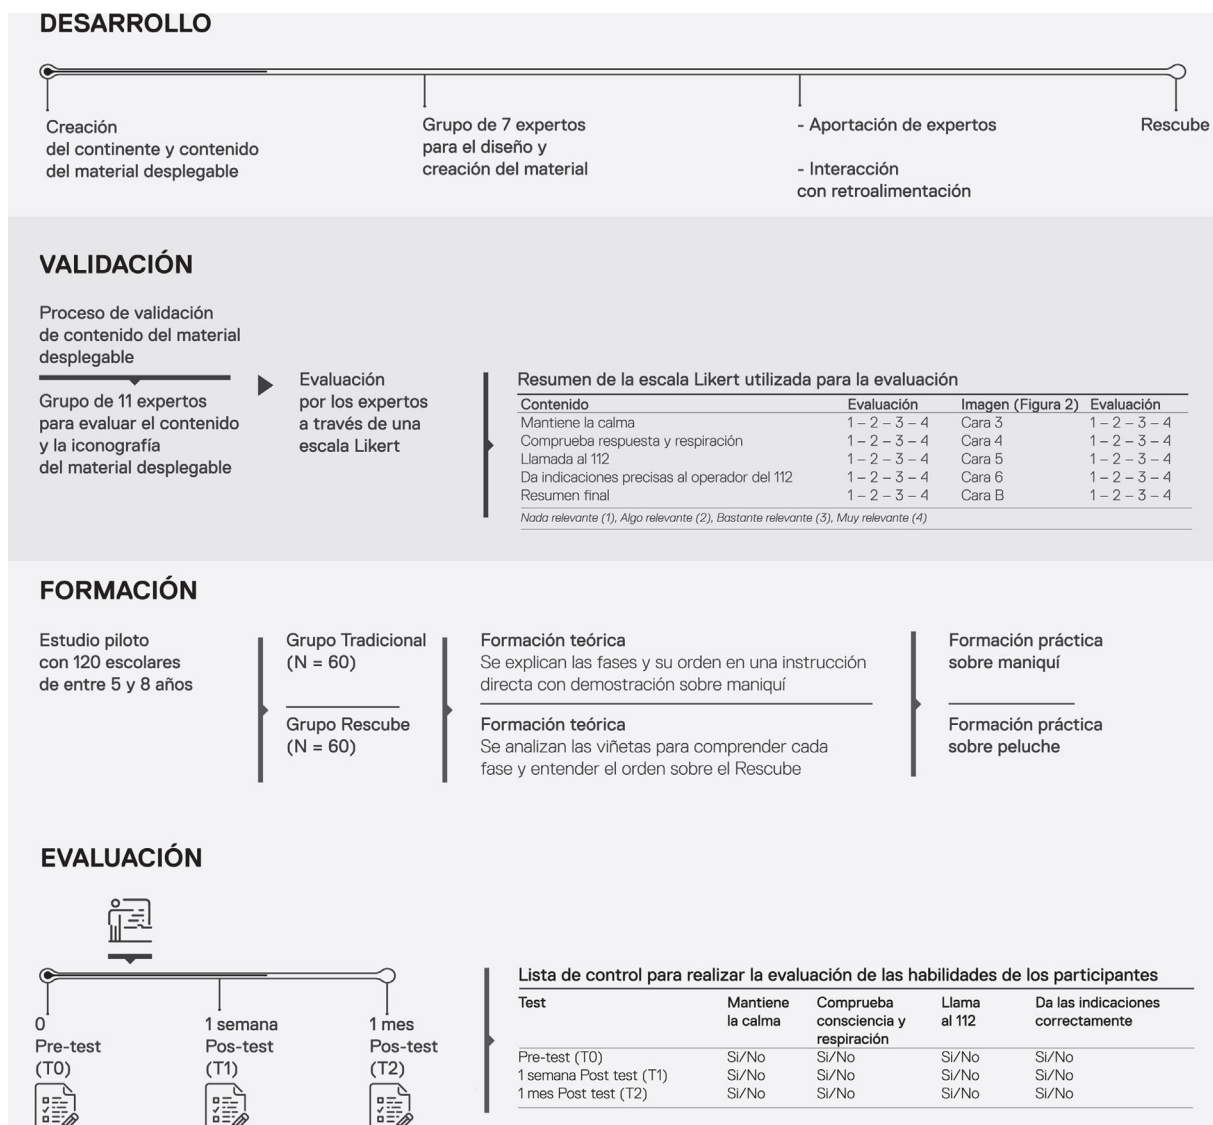 DESARROLLO
Creación
del continente y contenido
del material desplegable
Grupo de 7 expertos
para el diseño y
creación del material
- Aportación de expertos
- Interacción
con retroalimentación
Rescube
VALIDACIÓN
Proceso de validación
de contenido del material
desplegable
Grupo de 11 expertos
para evaluar el contenido
y la iconografía
del material desplegable
Evaluación
por los expertos
a través de una
escala Likert
Resumen de la escala Likert utilizada para la evaluación
Contenido Evaluación Imagen (Figura 2) Evaluación
Mantiene la calma 1 – 2 – 3 – 4 Cara 3 1 – 2 – 3 – 4
Comprueba respuesta y respiración 1 – 2 – 3 – 4 Cara 4 1 – 2 – 3 – 4
Llamada al 112 1 – 2 – 3 – 4 Cara 5 1 – 2 – 3 – 4
Da indicaciones precisas al operador del 112 1 – 2 – 3 – 4 Cara 6 1 – 2 – 3 – 4
Resumen final 1 – 2 – 3 – 4 Cara B 1 – 2 – 3 – 4
Nada relevante (1), Algo relevante (2), Bastante relevante (3), Muy relevante (4)
FORMACIÓN
Estudio piloto
con 120 escolares
de entre 5 y 8 años
Grupo Tradicional
(N = 60)
Grupo Rescube
(N = 60)
Formación teórica
Se explican las fases y su orden en una instrucción
directa con demostración sobre maniquí
Formación teórica
Se analizan las viñetas para comprender cada
fase y entender el orden sobre el Rescube
Formación práctica
sobre maniquí
Formación práctica
sobre peluche
EVALUACIÓN
0
Pre-test
(T0)
1 semana
Pos-test
(T1)
1 mes
Pos-test
(T2)
Lista de control para realizar la evaluación de las habilidades de los participantes
Test Mantiene Comprueba Llama Da las indicaciones
la calma consciencia y al 112 correctamente
respiración
Pre-test (T0) Si/No Si/No Si/No Si/No
1 semana Post test (T1) Si/No Si/No Si/No Si/No
1 mes Post test (T2) Si/No Si/No Si/No Si/No